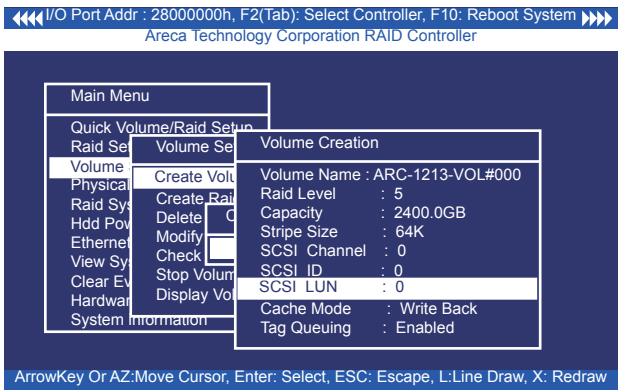 I/O Port Addr : 28000000h, F2(Tab): Select Controller, F10: Reboot System
Areca Technology Corporation RAID Controller
Main Menu
Quick Volume/Raid Setup
Raid Set
Volume
Physical
Raid Sys
Hdd Pow
Ethernet
View Sys
Clear Ev
Hardwar
System Information
Volume Se
Create Volu
Create Rai
Delete
Modify
Check
Stop Volum
Display Vol
C
Volume Creation
Volume Name : ARC-1213-VOL#000
Raid Level : 5
Capacity : 2400.0GB
Stripe Size : 64K
SCSI Channel : 0
SCSI ID : 0
SCSI LUN : 0
Cache Mode : Write Back
Tag Queuing : Enabled
ArrowKey Or AZ:Move Cursor, Enter: Select, ESC: Escape, L:Line Draw, X: Redraw